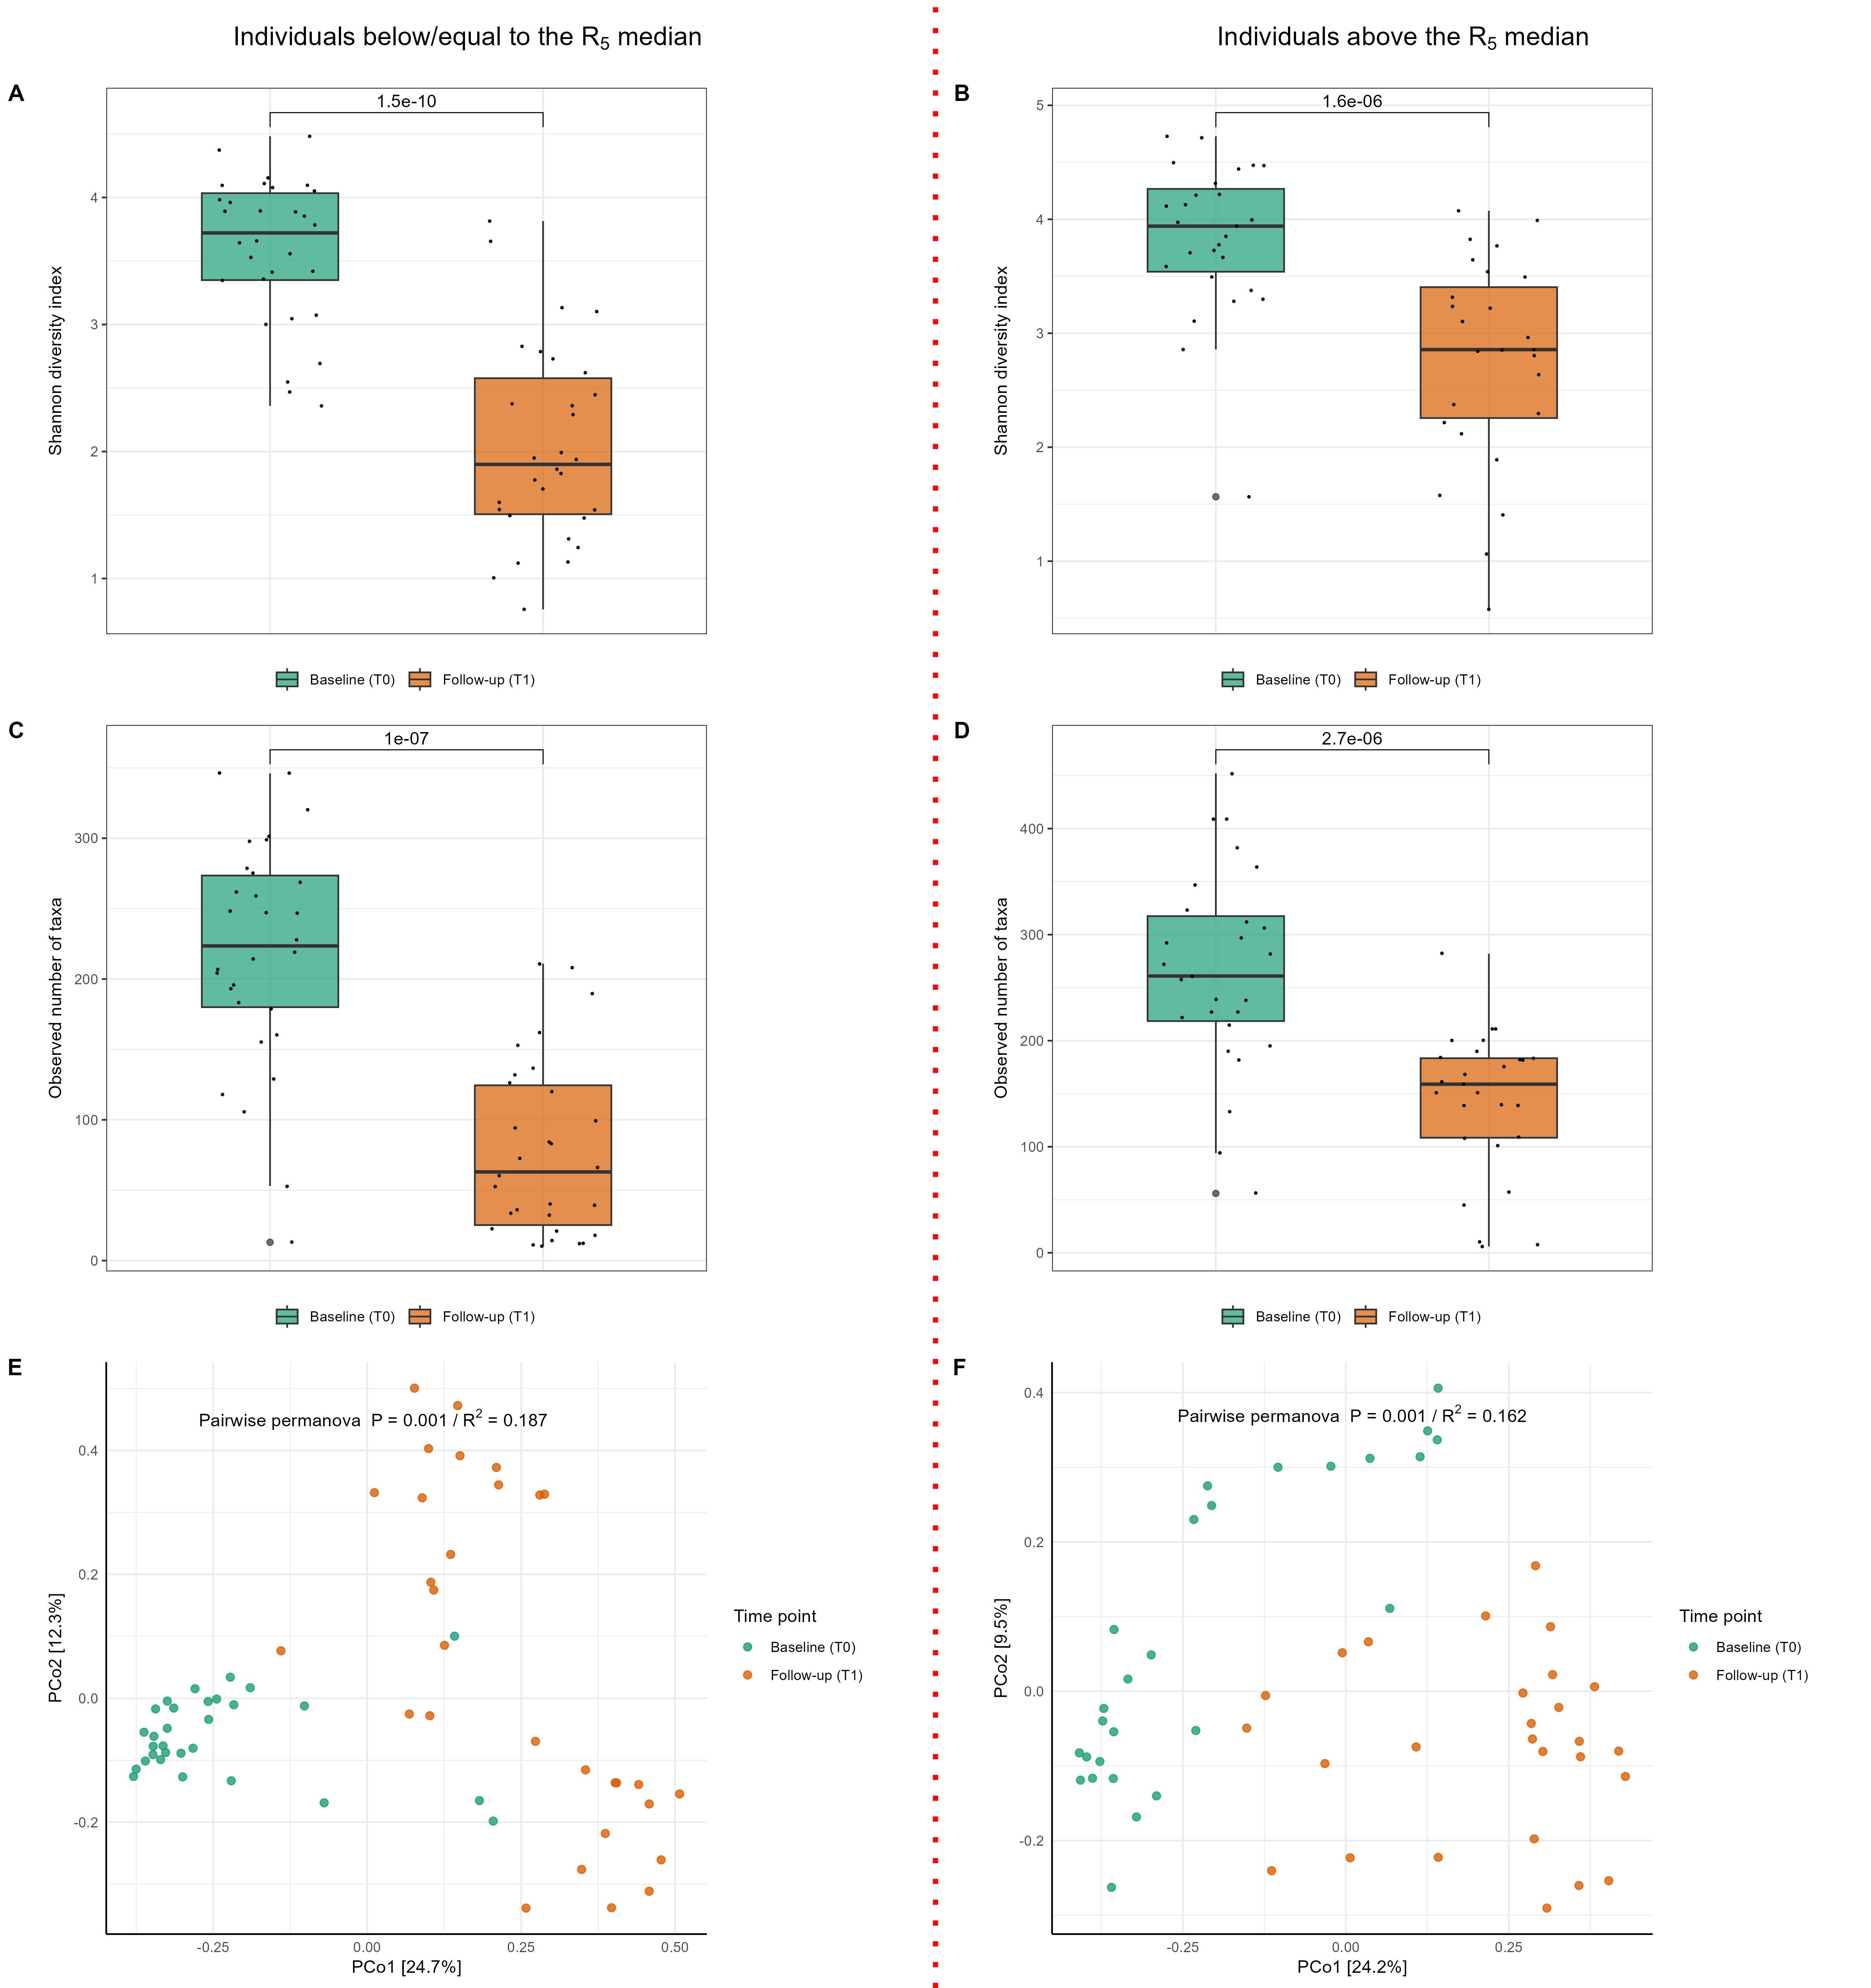 Individuals below/equal to the R5 median
Individuals above the R5 median
A
1.5e-10
Shannon diversity index
4
3
2
1
Baseline (T0)
Follow-up (T1)
B
1.6e-06
Shannon diversity index
5
4
3
2
1
Baseline (T0)
Follow-up (T1)
C
1e-07
Observed number of taxa
300
200
100
0
Baseline (T0)
Follow-up (T1)
D
2.7e-06
Observed number of taxa
400
300
200
100
0
Baseline (T0)
Follow-up (T1)
E
Pairwise permanova P = 0.001 / R2 = 0.187
PCo2 [12.3%]
0.4
0.2
0.0
-0.2
-0.25
0.00
0.25
0.50
PCo1 [24.7%]
Time point
Baseline (T0)
Follow-up (T1)
F
Pairwise permanova P = 0.001 / R2 = 0.162
PCo2 [9.5%]
0.4
0.2
0.0
-0.2
-0.25
0.00
0.25
PCo1 [24.2%]
Time point
Baseline (T0)
Follow-up (T1)